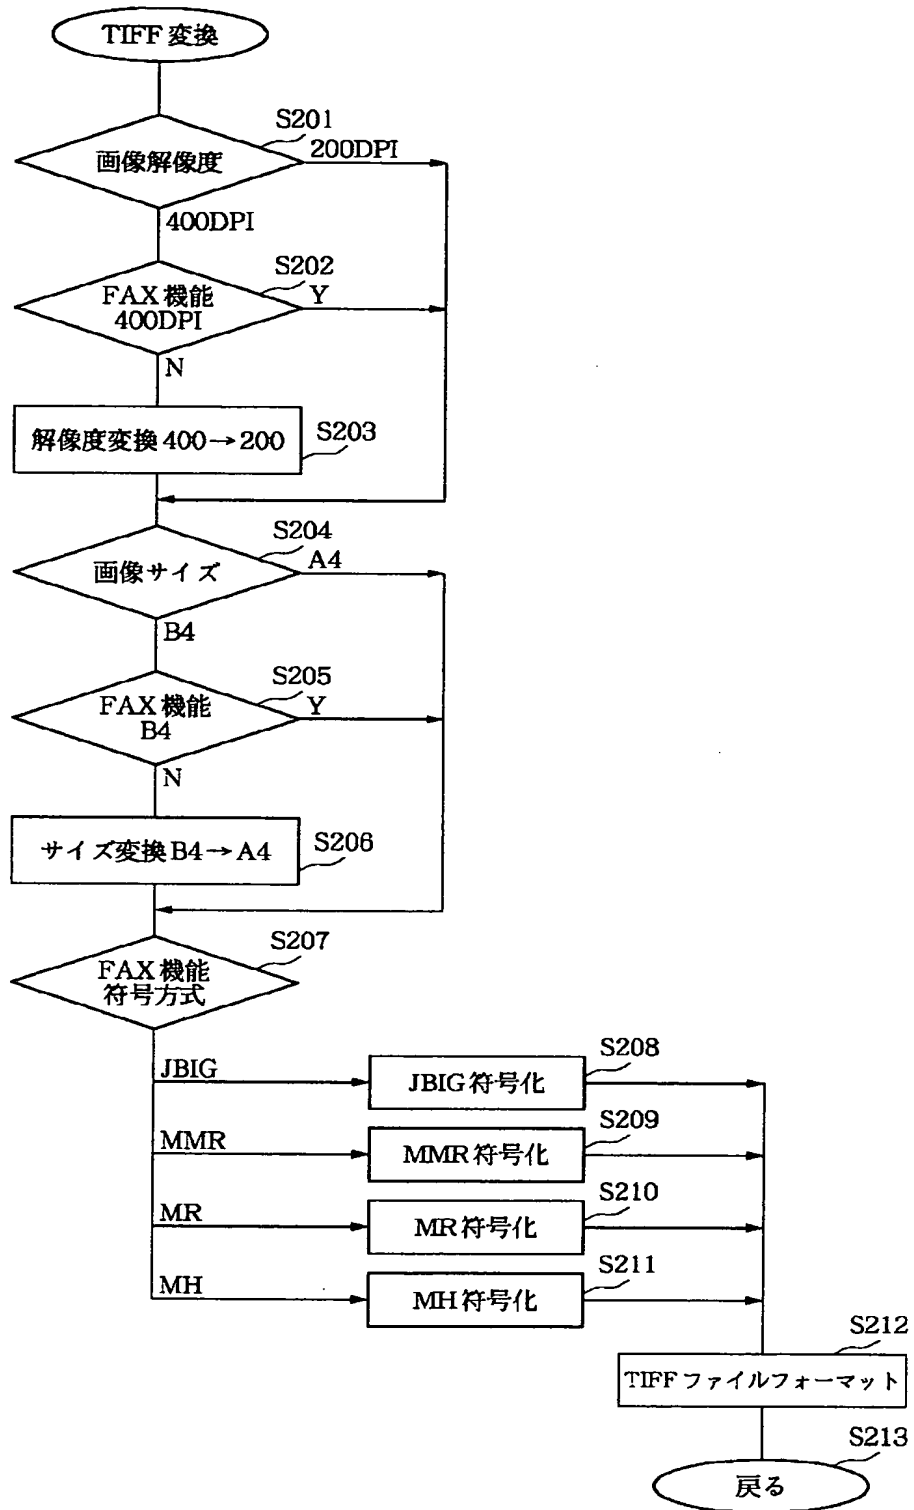 TIFF 変換
S201
画像解像度
200DPI
400DPI
S202
FAX 機能
400DPI
Y
N
解像度変換 400→200
S203
S204
画像サイズ
A4
B4
S205
FAX 機能
B4
Y
N
サイズ変換 B4→A4
S206
S207
FAX 機能
符号方式
JBIG
JBIG 符号化
S208
MMR
MMR 符号化
S209
MR
MR 符号化
S210
MH
MH 符号化
S211
S212
TIFF ファイルフォーマット
S213
戻る